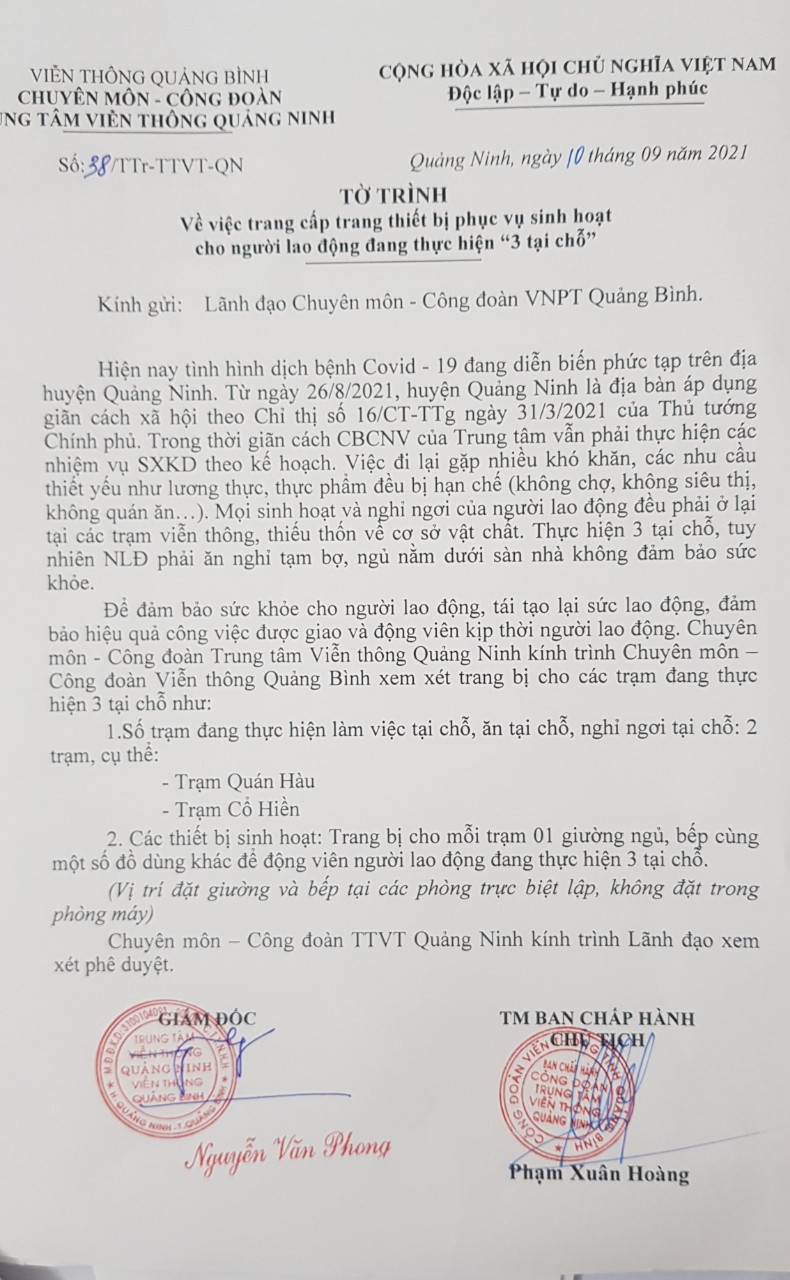 VIỄN THÔNG QUẢNG BÌNH
CHUYÊN MÔN - CÔNG ĐOÀN
NG TÂM VIỄN THÔNG QUẢNG NINH
Số: 38/TTr-TTVT-QN
CỘNG HÒA XÃ HỘI CHỦ NGHĨA VIỆT NAM
Độc lập – Tự do – Hạnh phúc
Quảng Ninh, ngày 10 tháng 09 năm 2021
TỜ TRÌNH
Về việc trang cấp trang thiết bị phục vụ sinh hoạt
cho người lao động đang thực hiện “3 tại chỗ”
Kính gửi: Lãnh đạo Chuyên môn - Công đoàn VNPT Quảng Bình.
Hiện nay tình hình dịch bệnh Covid - 19 đang diễn biến phức tạp trên địa
huyện Quảng Ninh. Từ ngày 26/8/2021, huyện Quảng Ninh là địa bàn áp dụng
giãn cách xã hội theo Chỉ thị số 16/CT-TTg ngày 31/3/2021 của Thủ tướng
Chính phủ. Trong thời giãn cách CBCNV của Trung tâm vẫn phải thực hiện các
nhiệm vụ SXKD theo kế hoạch. Việc đi lại gặp nhiều khó khăn, các nhu cầu
thiết yếu như lương thực, thực phẩm đều bị hạn chế (không chợ, không siêu thị,
không quán ăn…). Mọi sinh hoạt và nghỉ ngơi của người lao động đều phải ở lại
tại các trạm viễn thông, thiếu thốn về cơ sở vật chất. Thực hiện 3 tại chỗ, tuy
nhiên NLĐ phải ăn nghỉ tạm bợ, ngủ nằm dưới sàn nhà không đảm bảo sức
khỏe.
Để đảm bảo sức khỏe cho người lao động, tái tạo lại sức lao động, đảm
bảo hiệu quả công việc được giao và động viên kịp thời người lao động. Chuyên
môn - Công đoàn Trung tâm Viễn thông Quảng Ninh kính trình Chuyên môn –
Công đoàn Viễn thông Quảng Bình xem xét trang bị cho các trạm đang thực
hiện 3 tại chỗ như:
1.Số trạm đang thực hiện làm việc tại chỗ, ăn tại chỗ, nghỉ ngơi tại chỗ: 2
trạm, cụ thể:
- Trạm Quán Hàu
- Trạm Cổ Hiền
2. Các thiết bị sinh hoạt: Trang bị cho mỗi trạm 01 giường ngủ, bếp cùng
một số đồ dùng khác để động viên người lao động đang thực hiện 3 tại chỗ.
(Vị trí đặt giường và bếp tại các phòng trực biệt lập, không đặt trong
phòng máy)
Chuyên môn – Công đoàn TTVT Quảng Ninh kính trình Lãnh đạo xem
xét phê duyệt.
GIÁM ĐỐC
TRUNG TÂM
VIỄN THÔNG
QUẢNG NINH
VIỄN THÔNG
QUẢNG BÌNH
H. QUẢNG NINH - T. QUẢNG BÌNH
Nguyễn Văn Phong
TM BAN CHẤP HÀNH
CHỦ TỊCH
CÔNG ĐOÀN VIỄN THÔNG TỈNH QUẢNG BÌNH
BAN CHẤP HÀNH
CÔNG ĐOÀN
TRUNG TÂM
VIỄN THÔNG
QUẢNG NINH
Phạm Xuân Hoàng